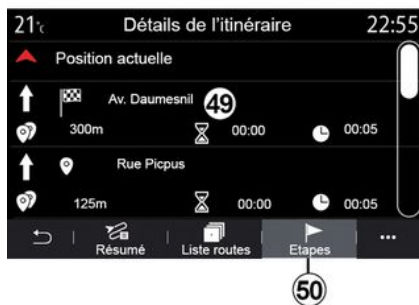 21°c Détails de l'itinéraire 22:55
Position actuelle
Av. Daumesnil 49
300m 00:00 00:05
Rue Picpus
125m 00:00 00:05
Résumé Liste routes Etapes ...
50